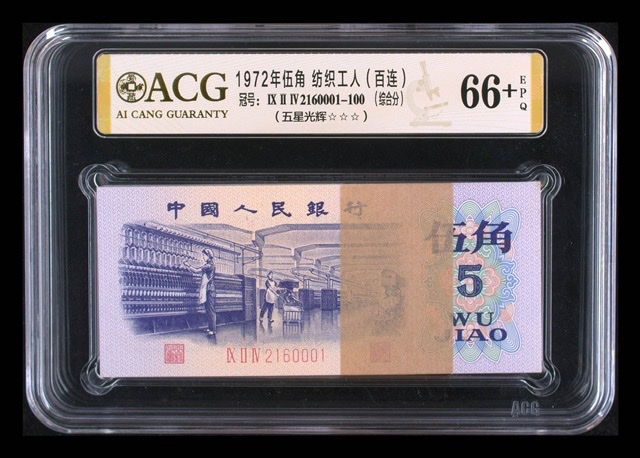 ACG
AI CANG GUARANTY
1972年伍角 纺织工人（百连）
冠号：Ⅸ Ⅱ Ⅳ 2160001-100 （综合分）
（五星光辉☆☆☆）
66+
EPQ
中國人民銀行
伍角
5
WU
JIAO
Ⅸ Ⅱ Ⅳ 2160001
ACG